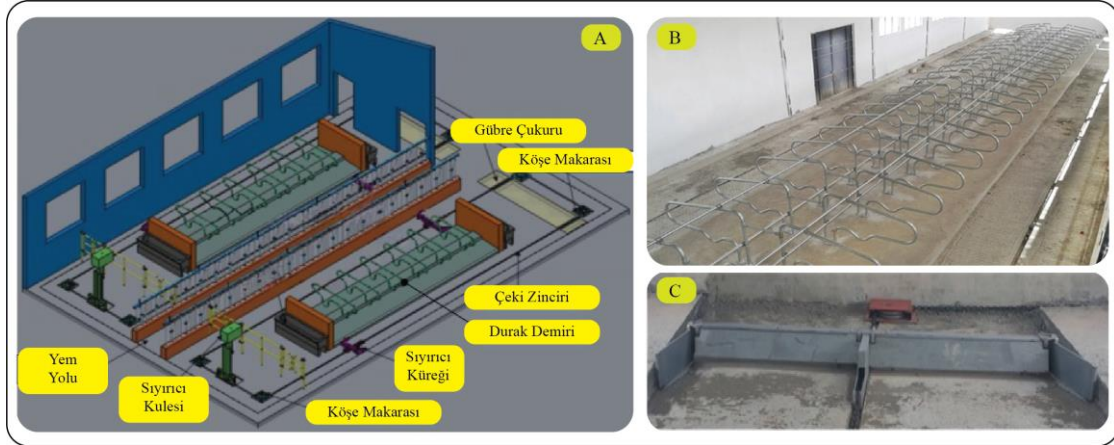 A
B
Gübre Çukuru
Köşe Makarası
Çeki Zinciri
Durak Demiri
Sıyırıcı
Küreği
Yem
Yolu
Sıyırıcı
Kulesi
Köşe Makarası
C